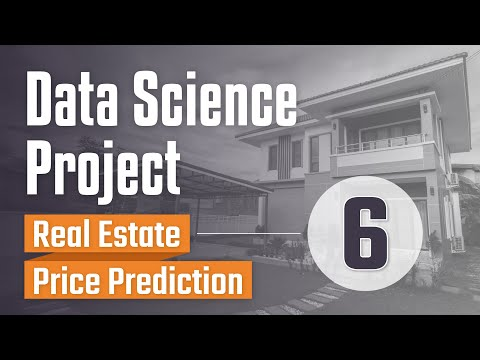 Data Science
Project
Real Estate
Price Prediction
6